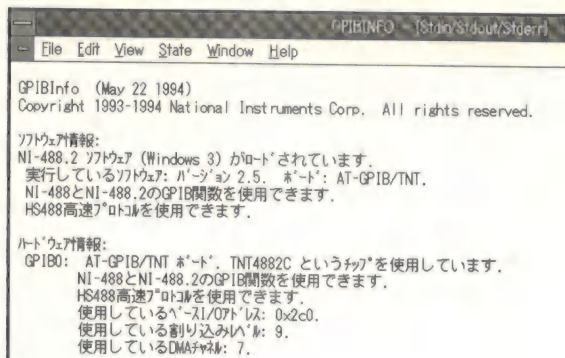 GPIBINFO - [Stdin/Stdout/Stderr]
File Edit View State Window Help
GPIBInfo (May 22 1994)
Copyright 1993-1994 National Instruments Corp. All rights reserved.
ｿﾌﾄｳｪｱ情報:
NI-488.2 ｿﾌﾄｳｪｱ (Windows 3) がﾛｰﾄﾞされています.
実行しているｿﾌﾄｳｪｱ: ﾊﾞｰｼﾞｮﾝ 2.5. ﾎﾞｰﾄﾞ: AT-GPIB/TNT.
NI-488とNI-488.2のGPIB関数を使用できます.
HS488高速ﾌﾟﾛﾄｺﾙを使用できます.
ﾊｰﾄﾞｳｪｱ情報:
GPIB0: AT-GPIB/TNT ﾎﾞｰﾄﾞ. TNT4882C というﾁｯﾌﾟを使用しています.
NI-488とNI-488.2のGPIB関数を使用できます.
HS488高速ﾌﾟﾛﾄｺﾙを使用できます.
使用しているﾍﾞｰｽI/Oｱﾄﾞﾚｽ: 0x2c0.
使用している割り込みﾚﾍﾞﾙ: 9.
使用しているDMAﾁｬﾈﾙ: 7.